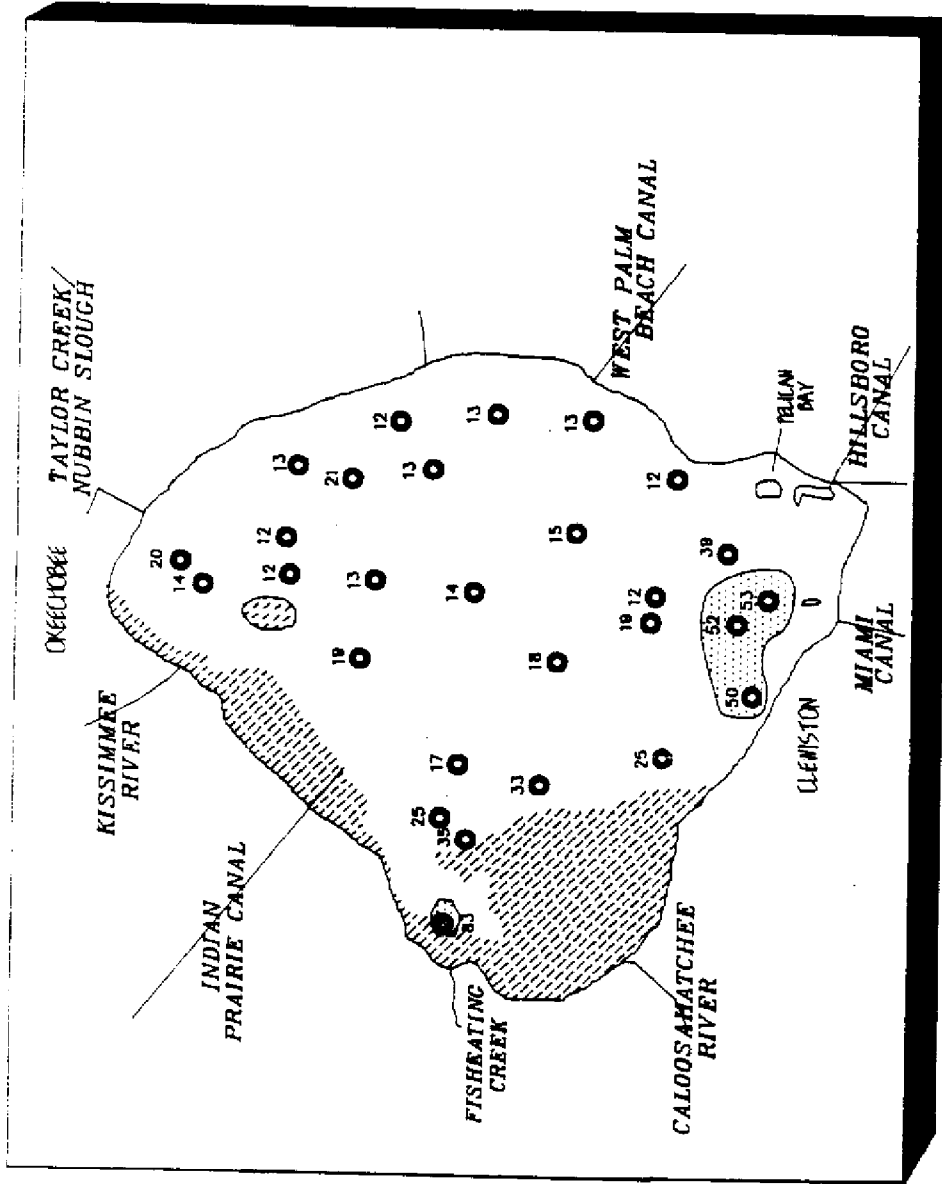 OKEECHOBEE
TAYLOR CREEK/
NUBBIN SLOUGH
KISSIMMEE
RIVER
INDIAN
PRAIRIE CANAL
FISHEATING
CREEK
CALOOSAHATCHEE
RIVER
CLEWISTON
MIAMI
CANAL
HILLSBORO
CANAL
PELICAN
BAY
WEST PALM
BEACH CANAL
20
14
12
12
13
21
12
13
13
13
19
13
14
15
13
12
18
17
25
35
33
83
25
19
12
39
52
53
50